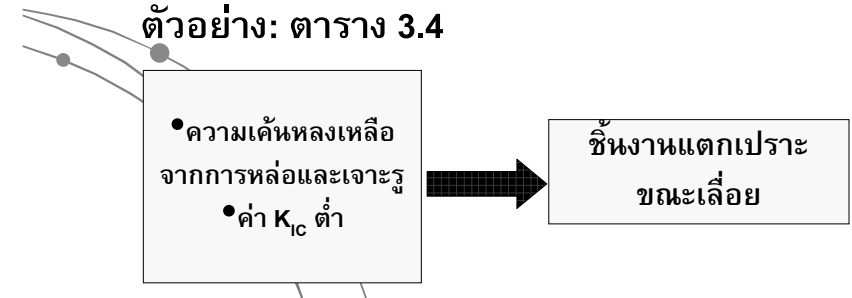 ตัวอย่าง: ตาราง 3.4
•ความเค้นหลงเหลือ
จากการหล่อและเจาะรู
•ค่า K_IC ต่ำ
ชิ้นงานแตกเปราะ
ขณะเลื่อย